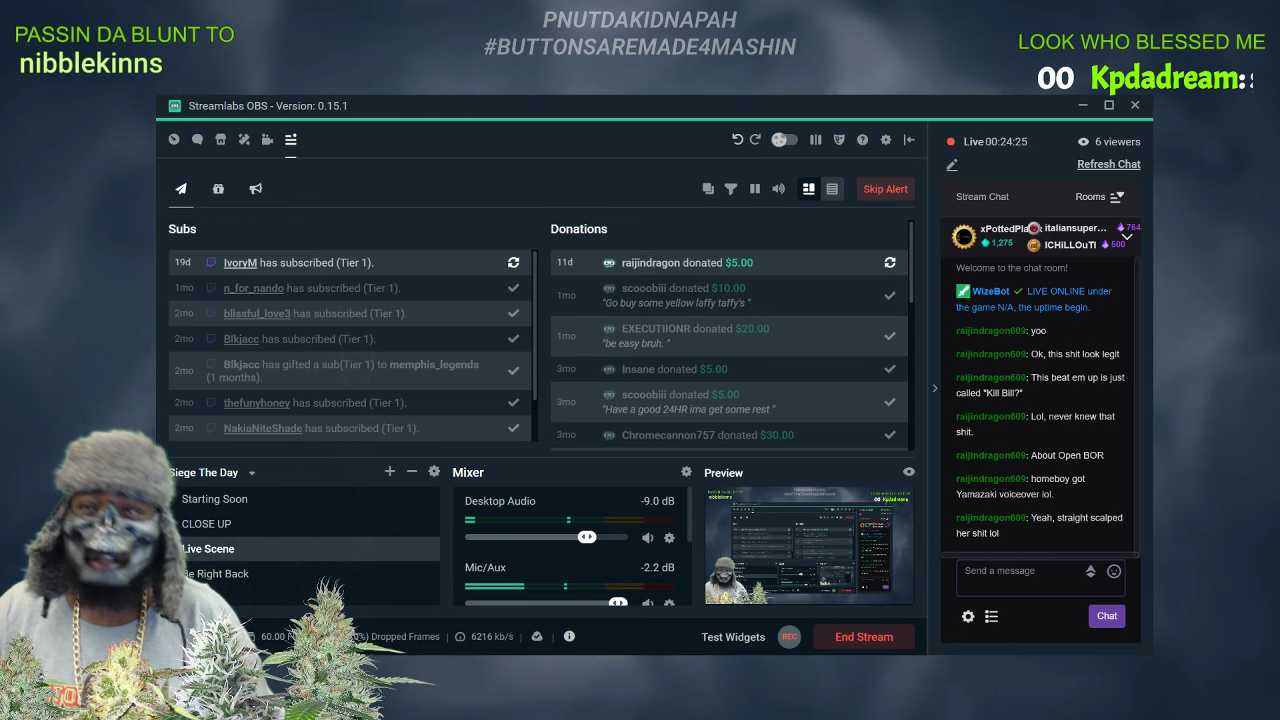 PASSIN DA BLUNT TO
nibblekinns
PNUTDAKIDNAPAH
#BUTTONSAREMADE4MASHIN
LOOK WHO BLESSED ME
00 Kpdadream::
Streamlabs OBS - Version: 0.15.1
Skip Alert
Subs
19d IvoryM has subscribed (Tier 1).
1mo n_for_nando has subscribed (Tier 1).
2mo blissful_love3 has subscribed (Tier 1).
2mo Blkjacc has subscribed (Tier 1).
2mo Blkjacc has gifted a sub(Tier 1) to memphis_legends
(1 months).
2mo thefunyhoney has subscribed (Tier 1).
2mo NakiaNiteShade has subscribed (Tier 1).
Donations
11d raijindragon donated $5.00
1mo scooobiii donated $10.00
"Go buy some yellow laffy taffy's "
1mo EXECUTIIONR donated $20.00
"be easy bruh. "
3mo Insane donated $5.00
3mo scooobiii donated $5.00
"Have a good 24HR ima get some rest "
3mo Chromecannon757 donated $30.00
Siege The Day
Starting Soon
CLOSE UP
Live Scene
Be Right Back
Mixer
Desktop Audio -9.0 dB
Mic/Aux -2.2 dB
Preview
60.00 Dropped Frames 6216 kb/s
Test Widgets REC End Stream
Live 00:24:25 6 viewers
Refresh Chat
Stream Chat Rooms
xPottedPla italiansuper... 764
1,275 ICHILLOuTI 500
Welcome to the chat room!
WizeBot LIVE ONLINE under
the game N/A, the uptime begin.
raijindragon609: yoo
raijindragon609: Ok, this shit look legit
raijindragon609: This beat em up is just
called "Kill Bill?"
raijindragon609: Lol, never knew that
shit.
raijindragon609: About Open BOR
raijindragon609: homeboy got
Yamazaki voiceover lol.
raijindragon609: Yeah, straight scalped
her shit lol
Send a message
Chat